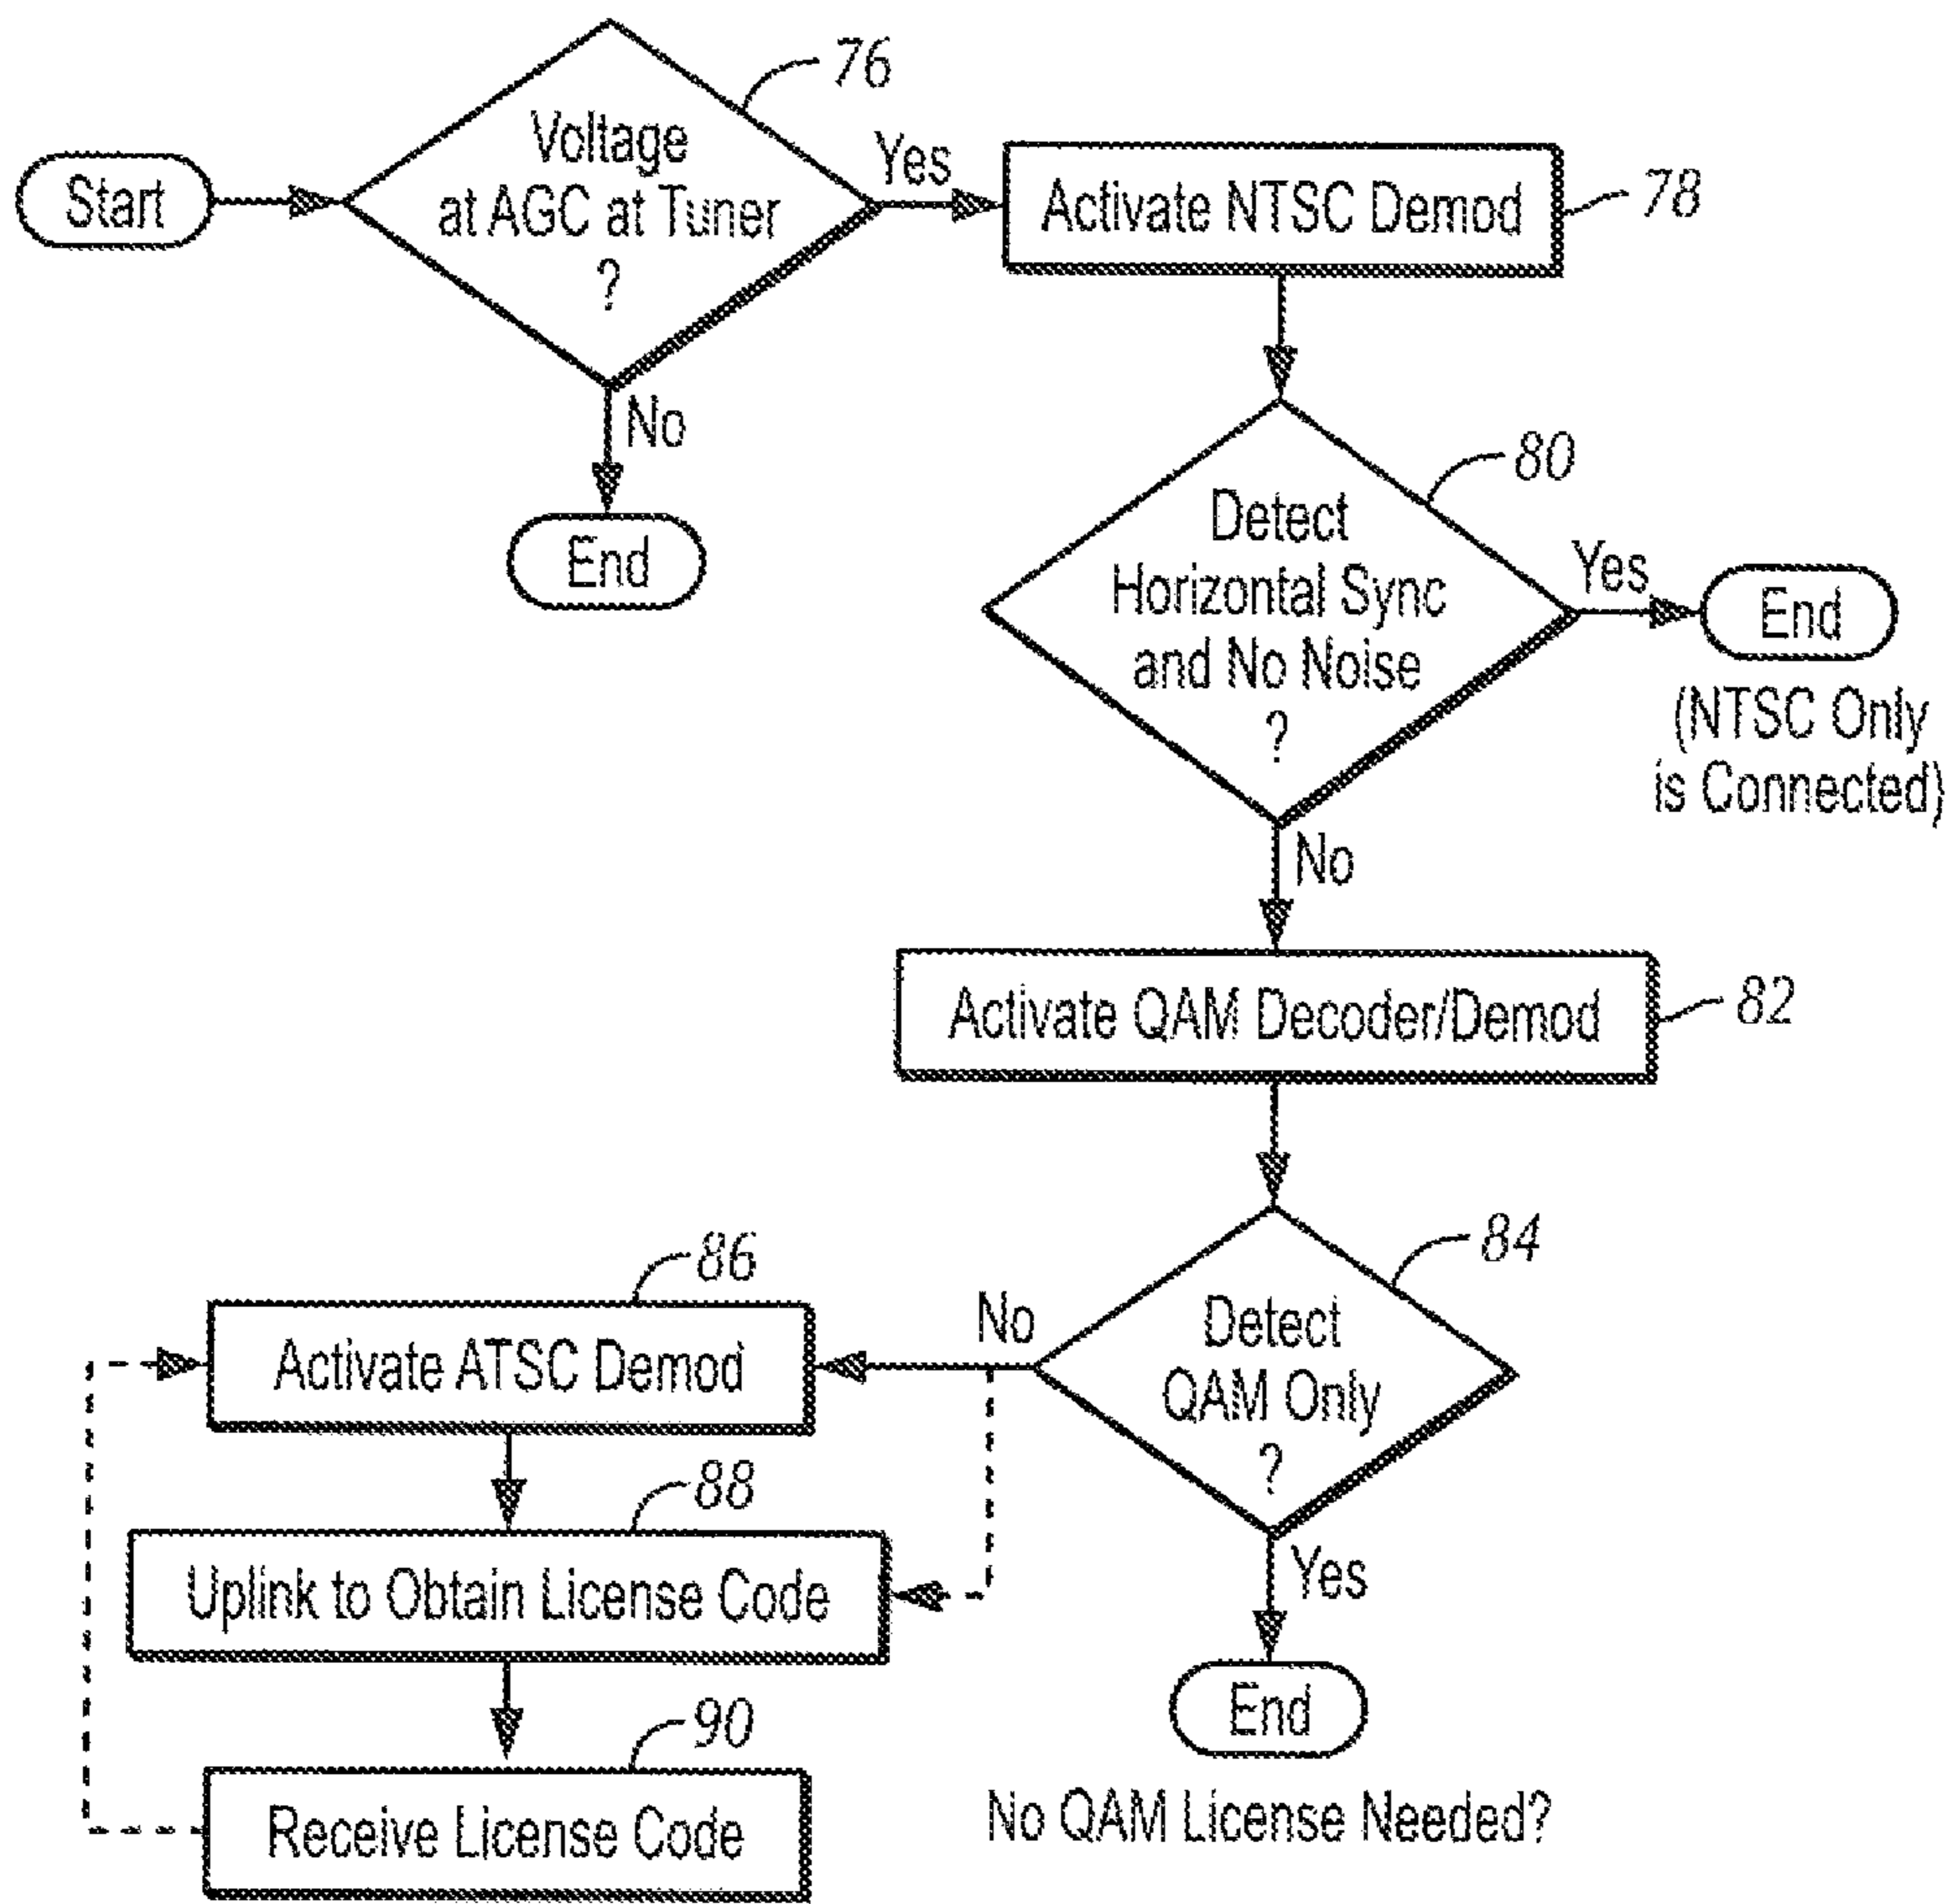 76
Start
Voltage
at AGC at Tuner
?
Yes
Activate NTSC Demod
78
No
End
80
Detect
Horizontal Sync
and No Noise
?
Yes
End
(NTSC Only
is Connected)
No
Activate QAM Decoder/Demod
82
84
Detect
QAM Only
?
No
86
Activate ATSC Demod
88
Uplink to Obtain License Code
90
Receive License Code
Yes
End
No QAM License Needed?